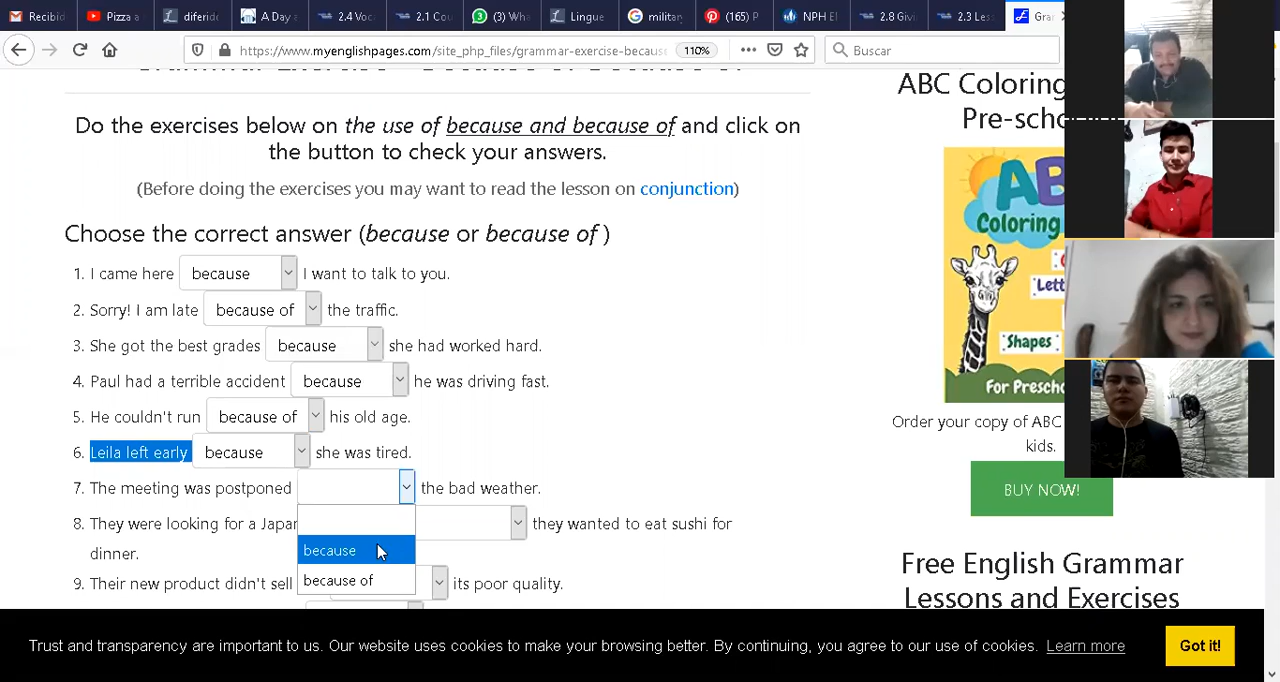 Recibid
Pizza a
diferide
A Day a
2.4 Voc
2.1 Cou
(3) Wha
Lingue
military
(165) P
NPH El
2.8 Givi
2.3 Less
Gra
https://www.myenglishpages.com/site_php_files/grammar-exercise-because
110%
Buscar
Do the exercises below on the use of because and because of and click on
the button to check your answers.
(Before doing the exercises you may want to read the lesson on conjunction)
Choose the correct answer (because or because of )
1. I came here because I want to talk to you.
2. Sorry! I am late because of the traffic.
3. She got the best grades because she had worked hard.
4. Paul had a terrible accident because he was driving fast.
5. He couldn't run because of his old age.
6. Leila left early because she was tired.
7. The meeting was postponed the bad weather.
8. They were looking for a Japan they wanted to eat sushi for
dinner.
because
because of
9. Their new product didn't sell its poor quality.
ABC Coloring
Pre-scho
AB
Coloring
Lett
Shapes
For Prescho
Order your copy of ABC
kids.
BUY NOW!
Free English Grammar
Lessons and Exercises
Trust and transparency are important to us. Our website uses cookies to make your browsing better. By continuing, you agree to our use of cookies. Learn more
Got it!